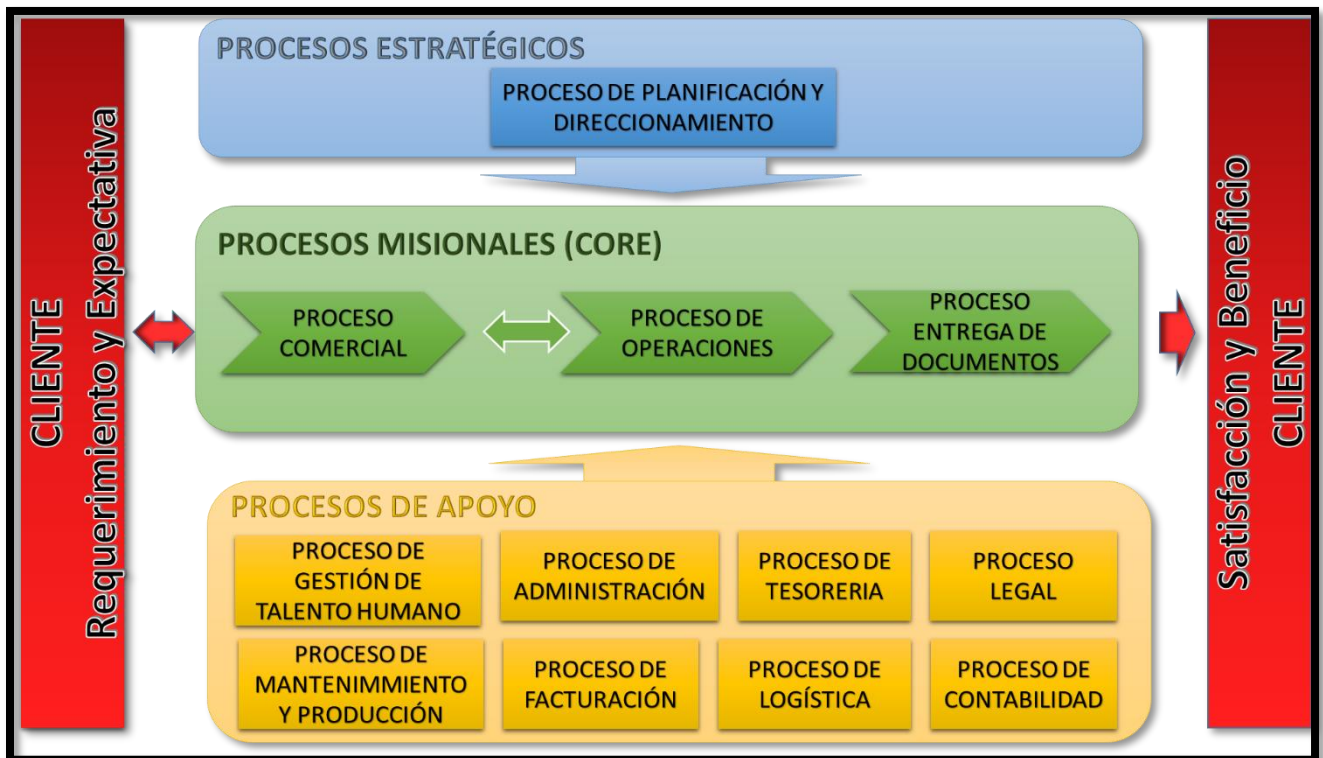 CLIENTE
Requerimiento y Expectativa
PROCESOS ESTRATÉGICOS
PROCESO DE PLANIFICACIÓN Y
DIRECCIONAMIENTO
PROCESOS MISIONALES (CORE)
PROCESO
COMERCIAL
PROCESO DE
OPERACIONES
PROCESO
ENTREGA DE
DOCUMENTOS
PROCESOS DE APOYO
PROCESO DE
GESTIÓN DE
TALENTO HUMANO
PROCESO DE
ADMINISTRACIÓN
PROCESO DE
TESORERIA
PROCESO
LEGAL
PROCESO DE
MANTENIMMIENTO
Y PRODUCCIÓN
PROCESO DE
FACTURACIÓN
PROCESO DE
LOGÍSTICA
PROCESO DE
CONTABILIDAD
Satisfacción y Beneficio
CLIENTE